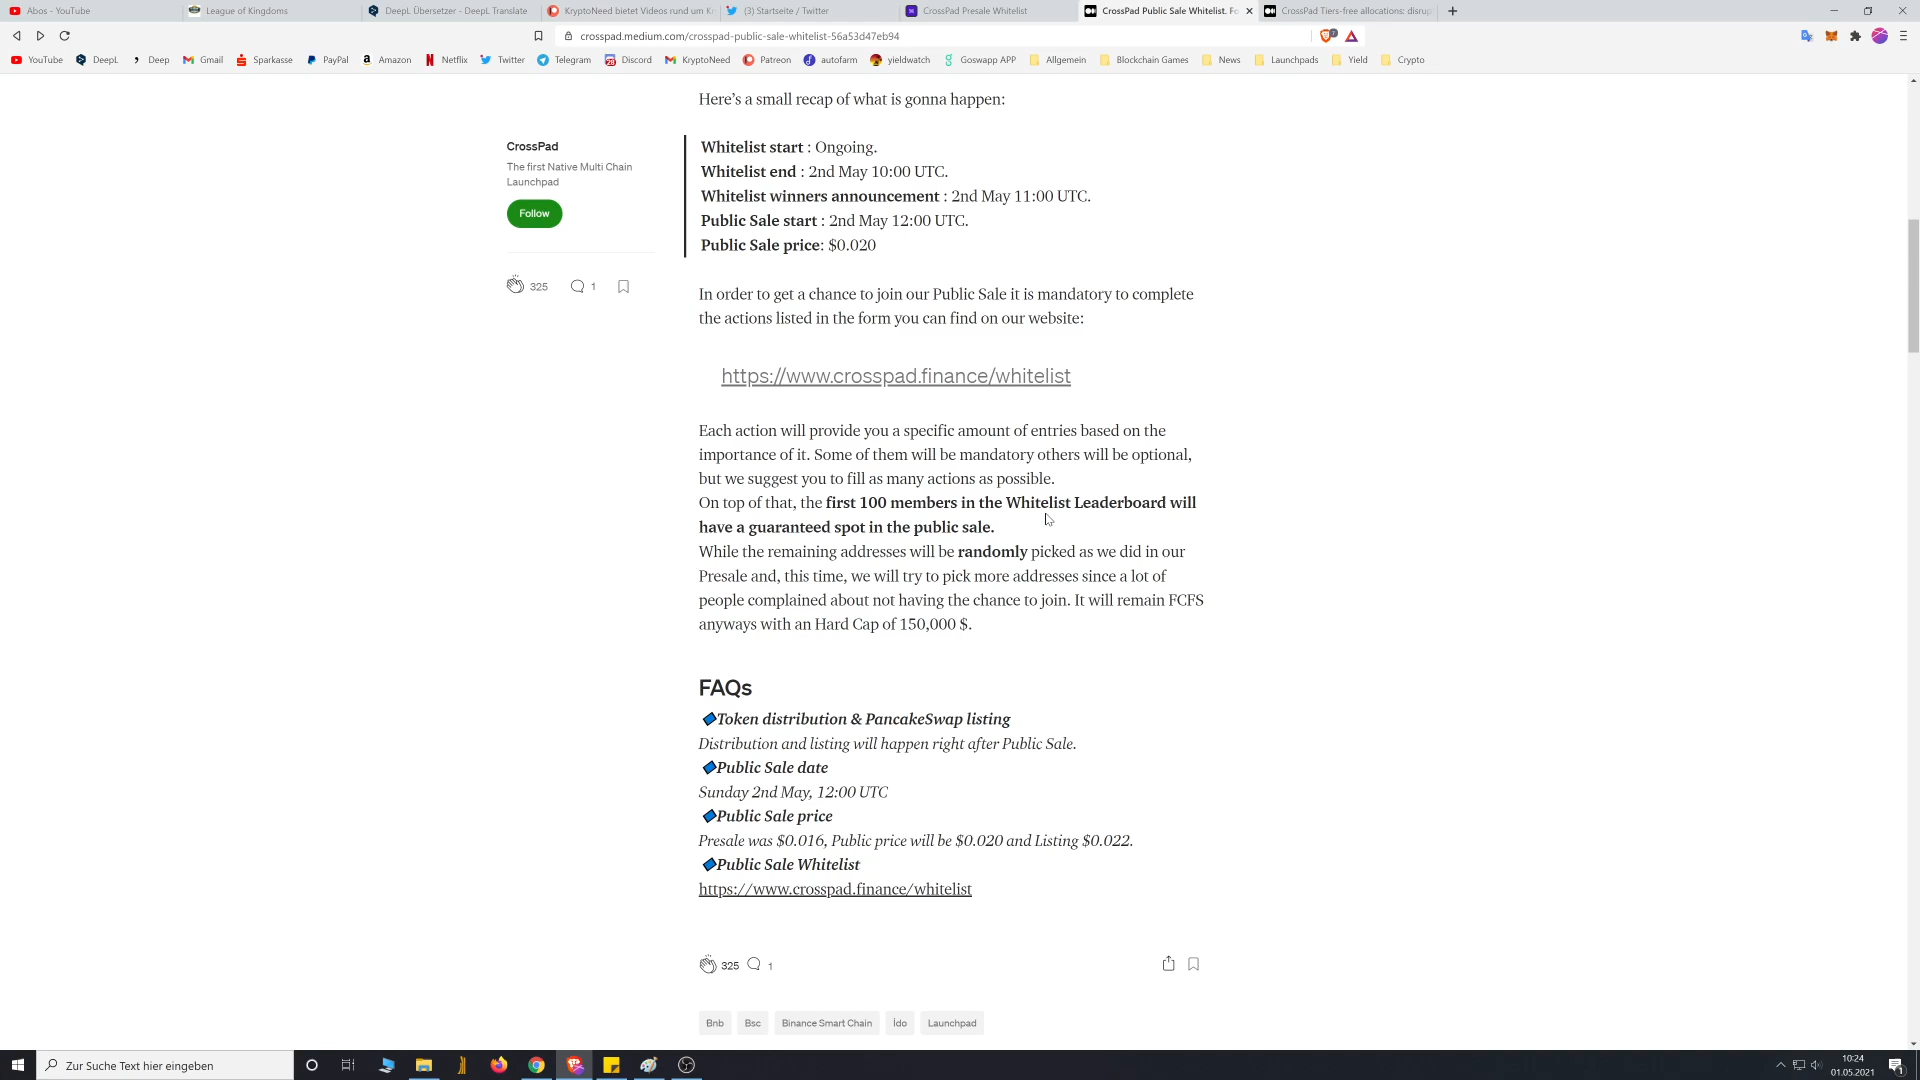 Abos - YouTube
League of Kingdoms
DeepL Übersetzer - DeepL Translate
KryptoNeed bietet Videos rund um K
(3) Startseite / Twitter
CrossPad Presale Whitelist
CrossPad Public Sale Whitelist. Fo
CrossPad Tiers-free allocations: disrup
crosspad.medium.com/crosspad-public-sale-whitelist-56a53d47eb94
YouTube
DeepL
Deep
Gmail
Sparkasse
PayPal
Amazon
Netflix
Twitter
Telegram
Discord
KryptoNeed
Patreon
autofarm
yieldwatch
Goswapp APP
Allgemein
Blockchain Games
News
Launchpads
Yield
Crypto
Here's a small recap of what is gonna happen:
CrossPad
The first Native Multi Chain
Launchpad
Follow
325
1
Whitelist start : Ongoing.
Whitelist end : 2nd May 10:00 UTC.
Whitelist winners announcement : 2nd May 11:00 UTC.
Public Sale start : 2nd May 12:00 UTC.
Public Sale price: $0.020
In order to get a chance to join our Public Sale it is mandatory to complete
the actions listed in the form you can find on our website:
https://www.crosspad.finance/whitelist
Each action will provide you a specific amount of entries based on the
importance of it. Some of them will be mandatory others will be optional,
but we suggest you to fill as many actions as possible.
On top of that, the first 100 members in the Whitelist Leaderboard will
have a guaranteed spot in the public sale.
While the remaining addresses will be randomly picked as we did in our
Presale and, this time, we will try to pick more addresses since a lot of
people complained about not having the chance to join. It will remain FCFS
anyways with an Hard Cap of 150,000 $.
FAQs
Token distribution & PancakeSwap listing
Distribution and listing will happen right after Public Sale.
Public Sale date
Sunday 2nd May, 12:00 UTC
Public Sale price
Presale was $0.016, Public price will be $0.020 and Listing $0.022.
Public Sale Whitelist
https://www.crosspad.finance/whitelist
325
1
Bnb
Bsc
Binance Smart Chain
İdo
Launchpad
Zur Suche Text hier eingeben
10:24
01.05.2021